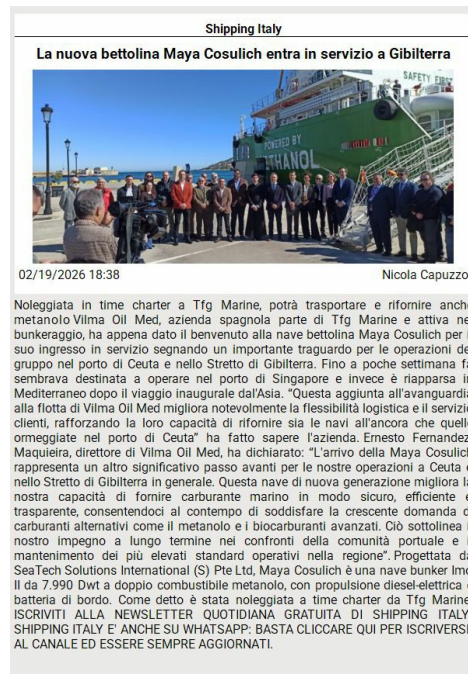 Shipping Italy
La nuova bettolina Maya Cosulich entra in servizio a Gibilterra
SAFETY FIRST
POWERED BY
ETHANOL
02/19/2026 18:38
Nicola Capuzzo
Noleggiata in time charter a Tfg Marine, potrà trasportare e rifornire anche
metanolo Vilma Oil Med, azienda spagnola parte di Tfg Marine e attiva nel
bunkeraggio, ha appena dato il benvenuto alla nave bettolina Maya Cosulich per i
suo ingresso in servizio segnando un importante traguardo per le operazioni de
gruppo nel porto di Ceuta e nello Stretto di Gibilterra. Fino a poche settimana fa
sembrava destinata a operare nel porto di Singapore e invece è riapparsa i
Mediterraneo dopo il viaggio inaugurale dall'Asia. “Questa aggiunta all'avanguardia
alla flotta di Vilma Oil Med migliora notevolmente la flessibilità logistica e il servizi
clienti, rafforzando la loro capacità di rifornire sia le navi all'ancora che quell
ormeggiate nel porto di Ceuta” ha fatto sapere l'azienda. Ernesto Fernandez
Maquieira, direttore di Vilma Oil Med, ha dichiarato: “L'arrivo della Maya Cosulich
rappresenta un altro significativo passo avanti per le nostre operazioni a Ceuta e
nello Stretto di Gibilterra in generale. Questa nave di nuova generazione migliora la
nostra capacità di fornire carburante marino in modo sicuro, efficiente e
trasparente, consentendoci al contempo di soddisfare la crescente domanda d
carburanti alternativi come il metanolo e i biocarburanti avanzati. Ciò sottolinea i
nostro impegno a lungo termine nei confronti della comunità portuale e i
mantenimento dei più elevati standard operativi nella regione”. Progettata da
SeaTech Solutions International (S) Pte Ltd, Maya Cosulich è una nave bunker Imo
II da 7.990 Dwt a doppio combustibile metanolo, con propulsione diesel-elettrica e
batteria di bordo. Come detto è stata noleggiata a time charter da Tfg Marine.
ISCRIVITI ALLA NEWSLETTER QUOTIDIANA GRATUITA DI SHIPPING ITALY
SHIPPING ITALY E' ANCHE SU WHATSAPP: BASTA CLICCARE QUI PER ISCRIVERSI
AL CANALE ED ESSERE SEMPRE AGGIORNATI.